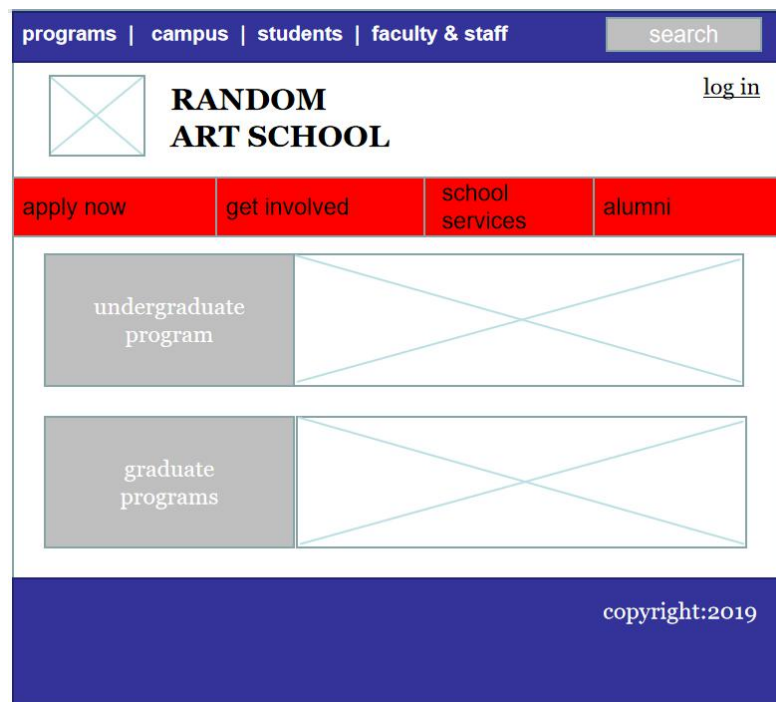 programs | campus | students | faculty & staff search
log in
RANDOM
ART SCHOOL
apply now get involved school services alumni
undergraduate
program
graduate
programs
copyright:2019